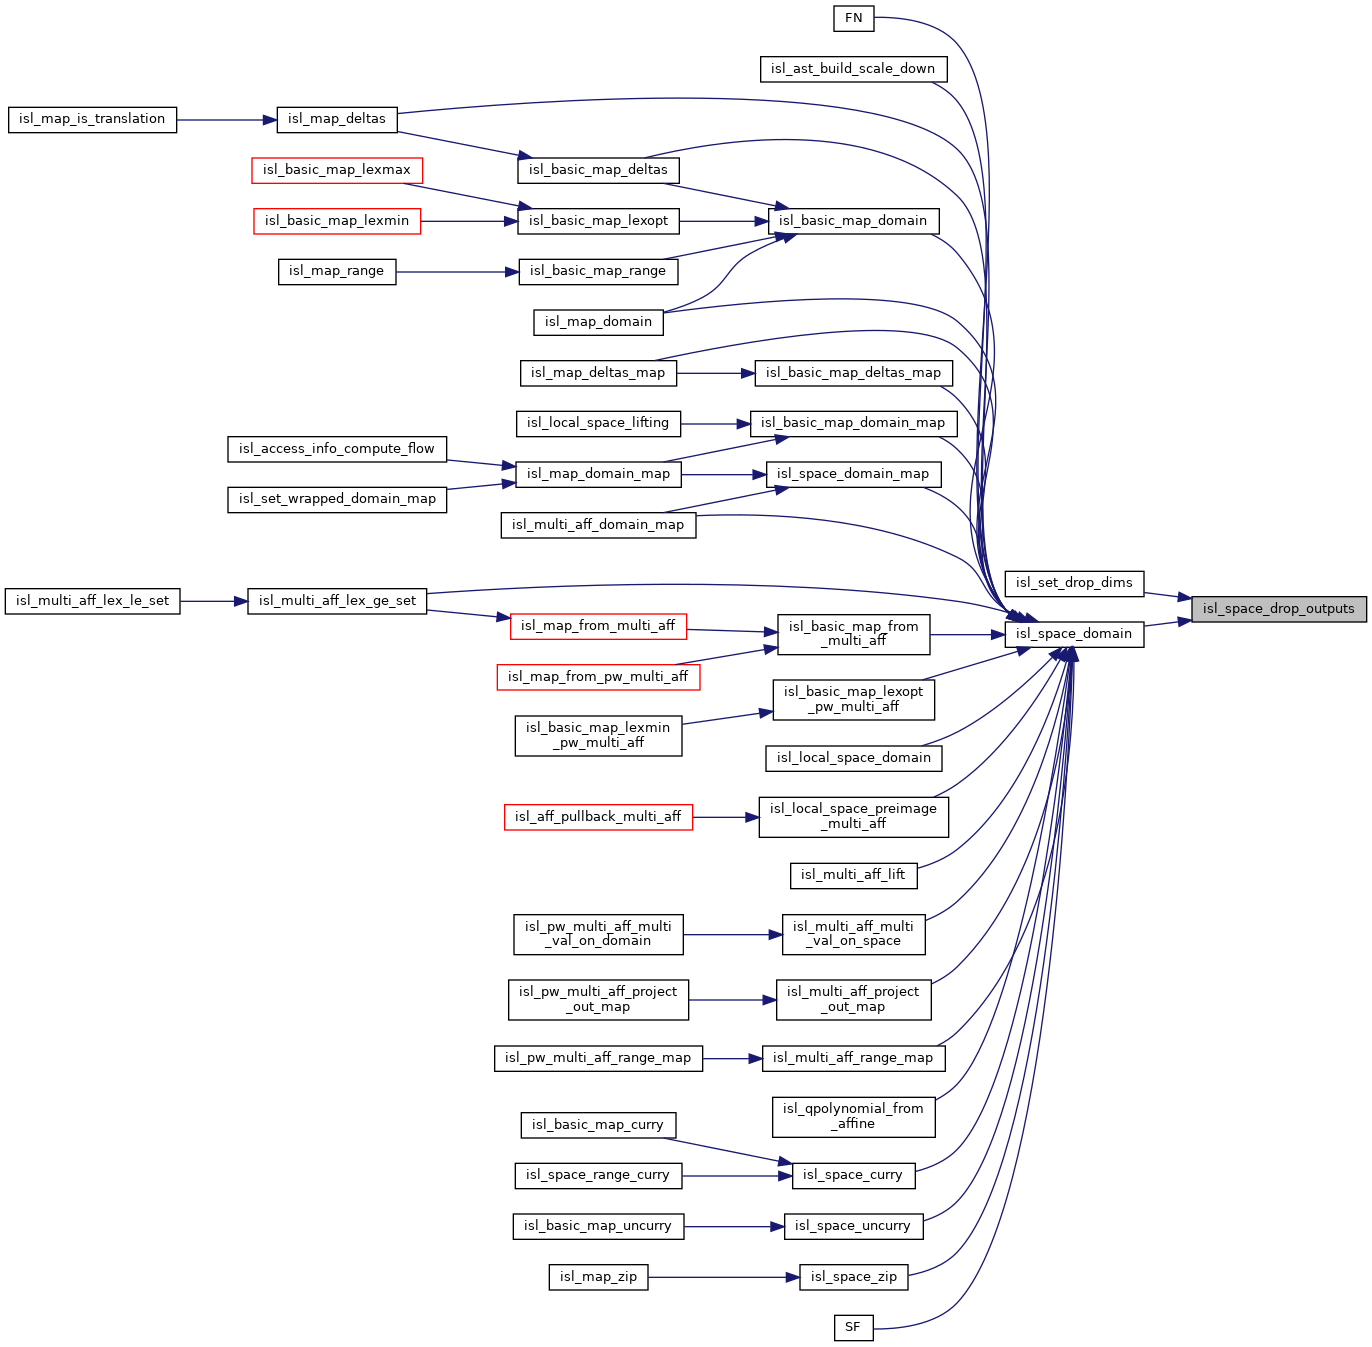 FN
isl_ast_build_scale_down
isl_map_is_translation
isl_map_deltas
isl_basic_map_lexmax
isl_basic_map_deltas
isl_basic_map_lexmin
isl_basic_map_lexopt
isl_basic_map_domain
isl_map_range
isl_basic_map_range
isl_map_domain
isl_map_deltas_map
isl_basic_map_deltas_map
isl_local_space_lifting
isl_basic_map_domain_map
isl_access_info_compute_flow
isl_map_domain_map
isl_space_domain_map
isl_set_wrapped_domain_map
isl_multi_aff_domain_map
isl_set_drop_dims
isl_space_drop_outputs
isl_multi_aff_lex_le_set
isl_multi_aff_lex_ge_set
isl_map_from_multi_aff
isl_basic_map_from
_multi_aff
isl_space_domain
isl_map_from_pw_multi_aff
isl_basic_map_lexopt
_pw_multi_aff
isl_basic_map_lexmin
_pw_multi_aff
isl_local_space_domain
isl_aff_pullback_multi_aff
isl_local_space_preimage
_multi_aff
isl_multi_aff_lift
isl_pw_multi_aff_multi
_val_on_domain
isl_multi_aff_multi
_val_on_space
isl_pw_multi_aff_project
_out_map
isl_multi_aff_project
_out_map
isl_pw_multi_aff_range_map
isl_multi_aff_range_map
isl_qpolynomial_from
_affine
isl_basic_map_curry
isl_space_range_curry
isl_space_curry
isl_basic_map_uncurry
isl_space_uncurry
isl_map_zip
isl_space_zip
SF